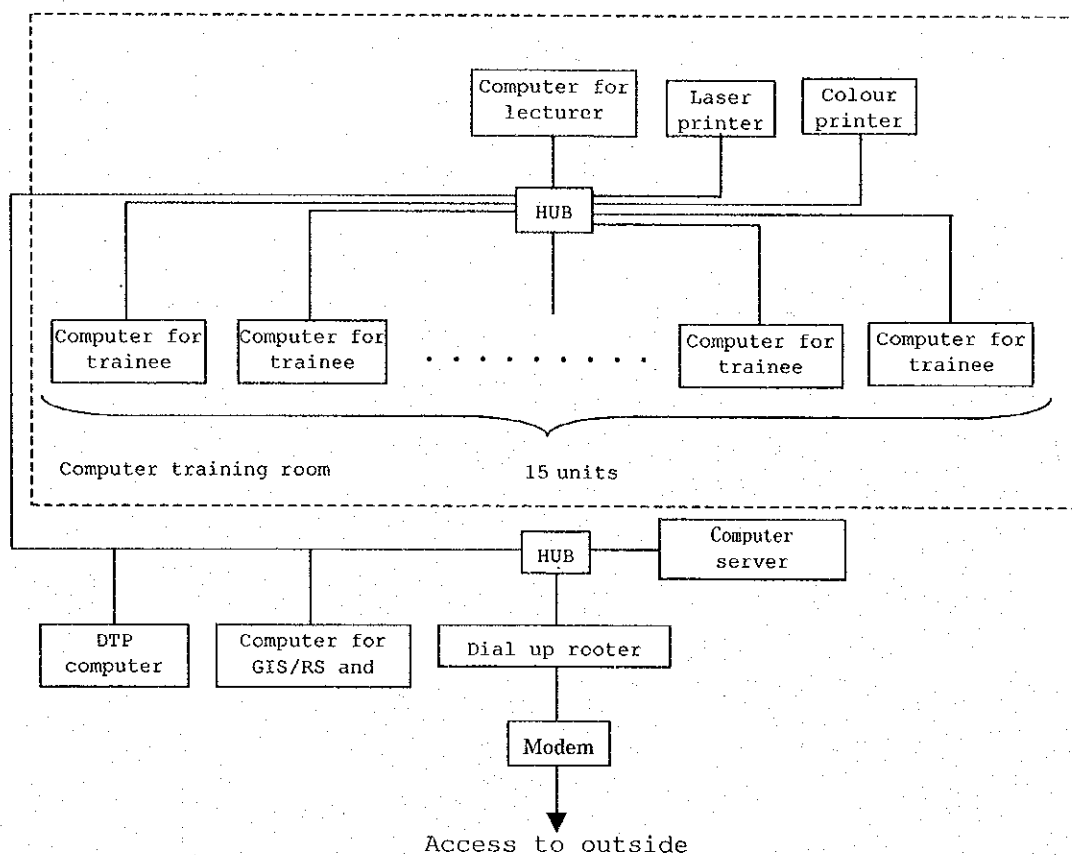 Computer for
lecturer
Laser
printer
Colour
printer
HUB
Computer for
trainee
Computer for
trainee
. . . . . . . . . .
Computer for
trainee
Computer for
trainee
Computer training room
15 units
HUB
Computer
server
DTP
computer
Computer for
GIS/RS and
Dial up rooter
Modem
Access to outside